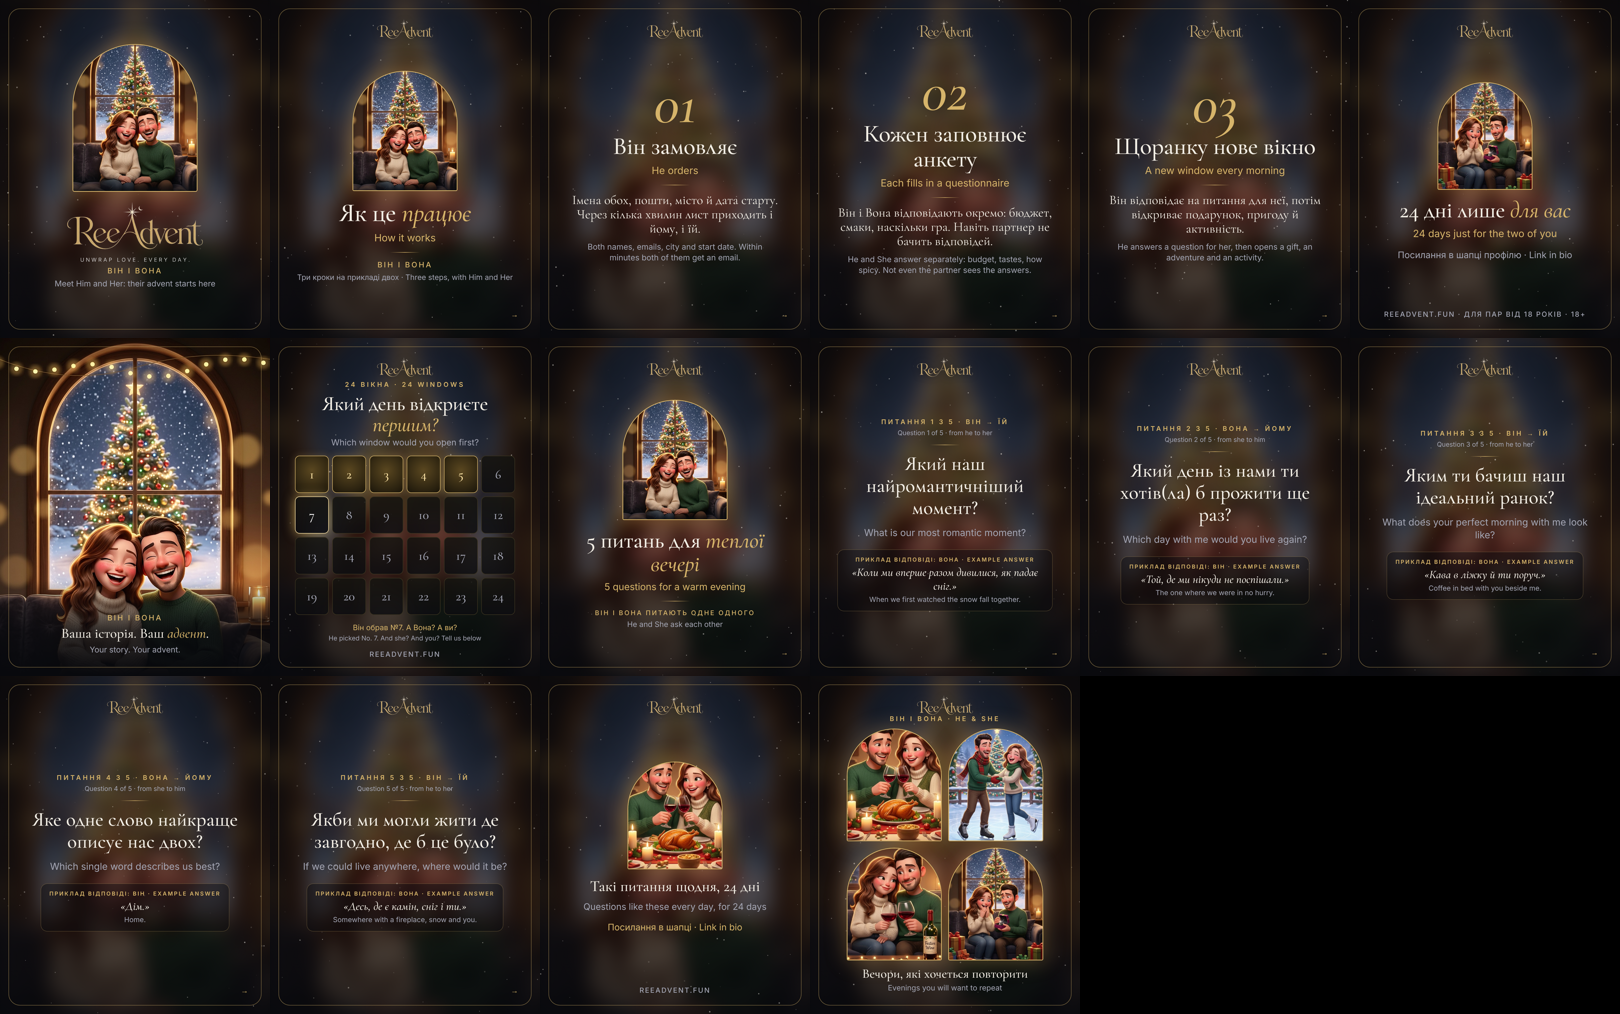 ReeAdvent
UNWRAP LOVE. EVERY DAY.
ВІН І ВОНА
Meet Him and Her: their advent starts here
Як це працює
How it works
ВІН І ВОНА
Три кроки на прикладі двох · Three steps, with Him and Her
→
ReeAdvent
01
Він замовляє
He orders
Імена обох, пошти, місто й дата старту.
Через кілька хвилин лист приходить і
йому, і їй.
Both names, emails, city and start date. Within
minutes both of them get an email.
→
ReeAdvent
02
Кожен заповнює
анкету
Each fills in a questionnaire
Він і Вона відповідають окремо: бюджет,
смаки, наскільки гра. Навіть партнер не
бачить відповідей.
He and She answer separately: budget, tastes, how
spicy. Not even the partner sees the answers.
→
ReeAdvent
03
Щоранку нове вікно
A new window every morning
Він відповідає на питання для неї, потім
відкриває подарунок, пригоду й
активність.
He answers a question for her, then opens a gift, an
adventure and an activity.
→
ReeAdvent
24 дні лише для вас
24 days just for the two of you
Посилання в шапці профілю · Link in bio
REEADVENT.FUN · ДЛЯ ПАР ВІД 18 РОКІВ · 18+
ReeAdvent
ВІН І ВОНА
Ваша історія. Ваш адвент.
Your story. Your advent.
ReeAdvent
24 ВІКНА · 24 WINDOWS
Який день відкриєте
першим?
Which window would you open first?
1 2 3 4 5 6
7 8 9 10 11 12
13 14 15 16 17 18
19 20 21 22 23 24
Він обрав №7. А Вона? А ви?
He picked No. 7. And she? And you? Tell us below
REEADVENT.FUN
ReeAdvent
5 питань для теплої
вечері
5 questions for a warm evening
ВІН І ВОНА ПИТАЮТЬ ОДНЕ ОДНОГО
He and She ask each other
→
ReeAdvent
ПИТАННЯ 1 З 5 · ВІН → ЇЙ
Question 1 of 5 · from he to her
Який наш
найромантичніший
момент?
What is our most romantic moment?
ПРИКЛАД ВІДПОВІДІ: ВОНА · EXAMPLE ANSWER
«Коли ми вперше разом дивилися, як падає
сніг.»
When we first watched the snow fall together.
→
ReeAdvent
ПИТАННЯ 2 З 5 · ВОНА → ЙОМУ
Question 2 of 5 · from she to him
Який день із нами ти
хотів(ла) б прожити ще
раз?
Which day with me would you live again?
ПРИКЛАД ВІДПОВІДІ: ВІН · EXAMPLE ANSWER
«Той, де ми нікуди не поспішали.»
The one where we were in no hurry.
→
ReeAdvent
ПИТАННЯ 3 З 5 · ВІН → ЇЙ
Question 3 of 5 · from he to her
Яким ти бачиш наш
ідеальний ранок?
What does your perfect morning with me look
like?
ПРИКЛАД ВІДПОВІДІ: ВОНА · EXAMPLE ANSWER
«Кава в ліжку й ти поруч.»
Coffee in bed with you beside me.
→
ReeAdvent
ПИТАННЯ 4 З 5 · ВОНА → ЙОМУ
Question 4 of 5 · from she to him
Яке одне слово найкраще
описує нас двох?
Which single word describes us best?
ПРИКЛАД ВІДПОВІДІ: ВІН · EXAMPLE ANSWER
«Дім.»
Home.
→
ReeAdvent
ПИТАННЯ 5 З 5 · ВІН → ЇЙ
Question 5 of 5 · from he to her
Якби ми могли жити де
завгодно, де б це було?
If we could live anywhere, where would it be?
ПРИКЛАД ВІДПОВІДІ: ВОНА · EXAMPLE ANSWER
«Десь, де є камін, сніг і ти.»
Somewhere with a fireplace, snow and you.
→
ReeAdvent
Такі питання щодня, 24 дні
Questions like these every day, for 24 days
Посилання в шапці · Link in bio
REEADVENT.FUN
ReeAdvent
ВІН І ВОНА · HE & SHE
Вечори, які хочеться повторити
Evenings you will want to repeat